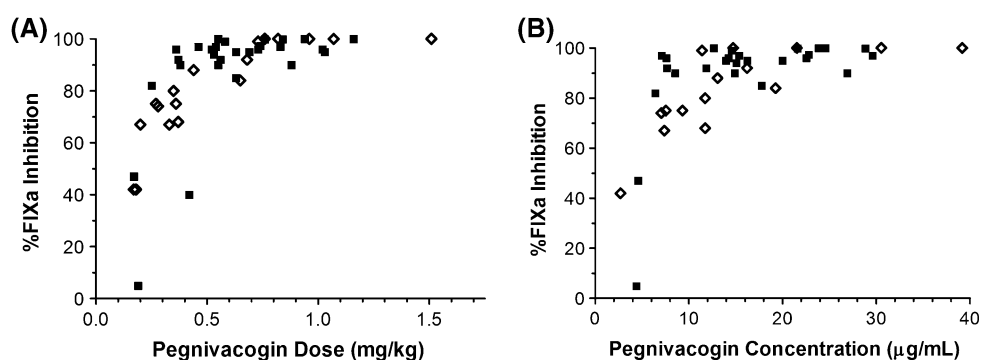 (A)
%FIXa Inhibition
100
80
60
40
20
0
0.0 0.5 1.0 1.5
Pegnivacogin Dose (mg/kg)
(B)
%FIXa Inhibition
100
80
60
40
20
0
0 10 20 30 40
Pegnivacogin Concentration (μg/mL)